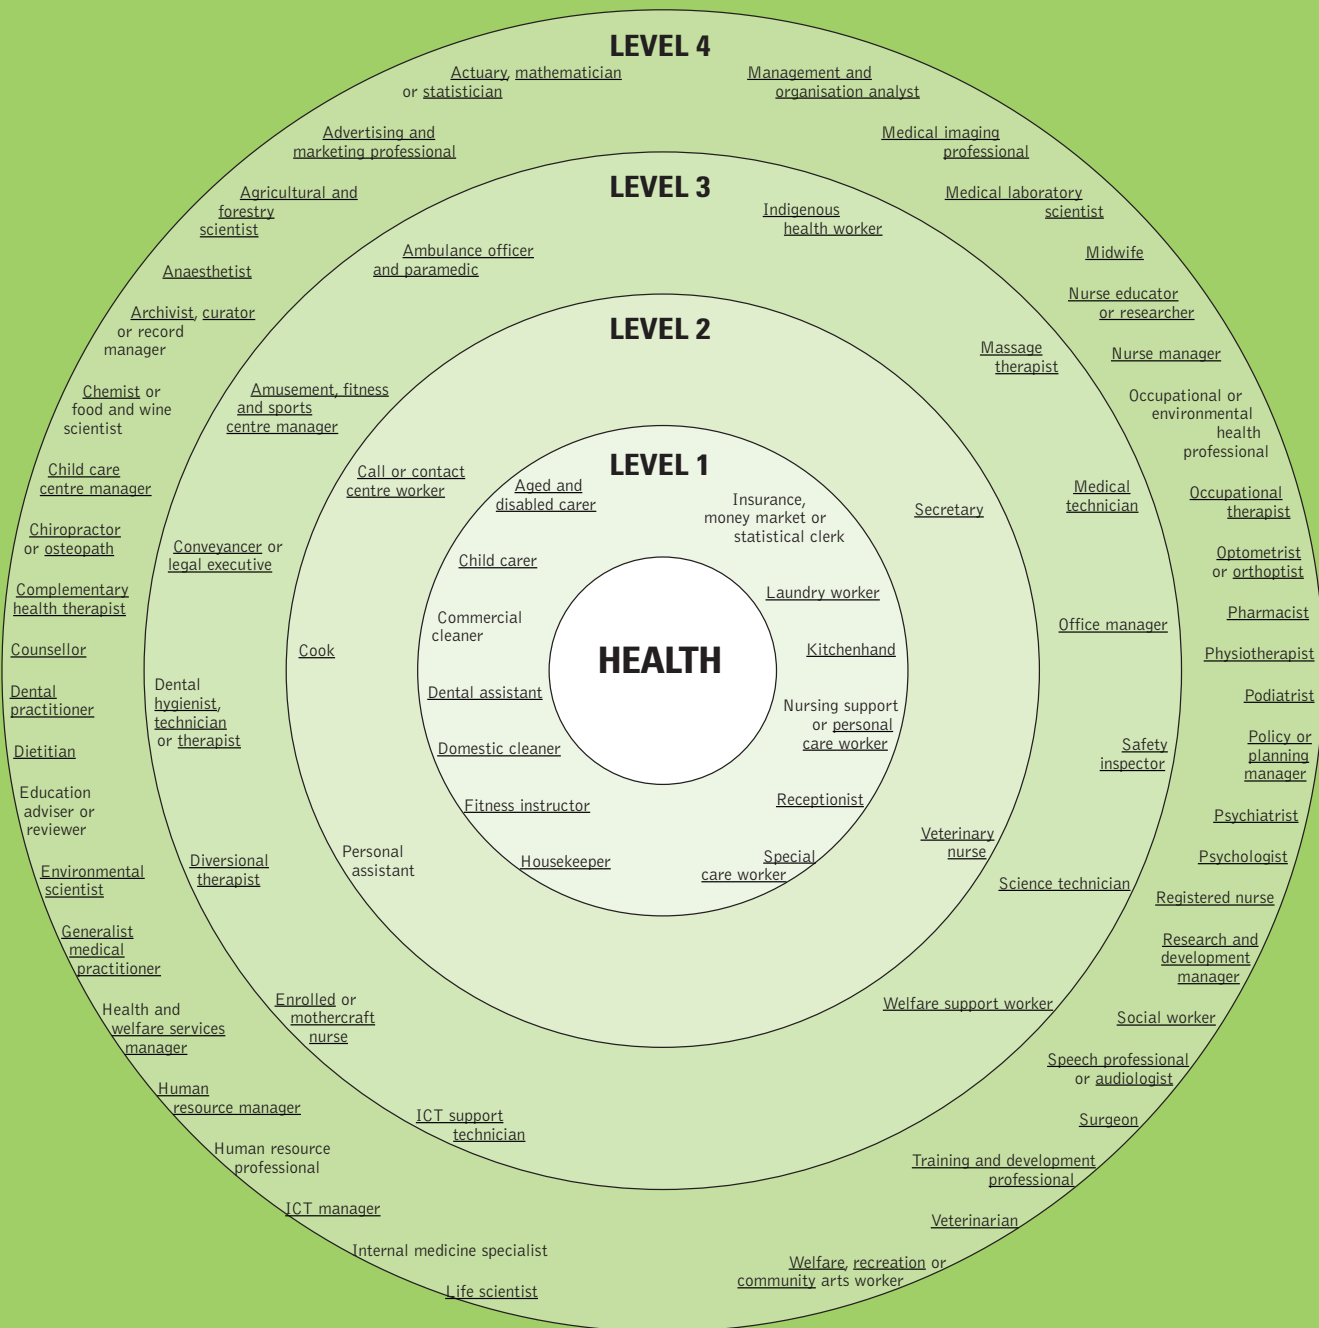 LEVEL 4
Actuary, mathematician
or statistician
Advertising and
marketing professional
Agricultural and
forestry
scientist
Anaesthetist
Archivist, curator
or record
manager
Chemist or
food and wine
scientist
Child care
centre manager
Chiropractor
or osteopath
Complementary
health therapist
Counsellor
Dental
practitioner
Dietitian
Education
adviser or
reviewer
Environmental
scientist
Generalist
medical
practitioner
Health and
welfare services
manager
Human
resource manager
Human resource
professional
ICT manager
Internal medicine specialist
Life scientist
Management and
organisation analyst
Medical imaging
professional
Medical laboratory
scientist
Midwife
Nurse educator
or researcher
Nurse manager
Occupational or
environmental
health
professional
Occupational
therapist
Optometrist
or orthoptist
Pharmacist
Physiotherapist
Podiatrist
Policy or
planning
manager
Psychiatrist
Psychologist
Registered nurse
Research and
development
manager
Social worker
Speech professional
or audiologist
Surgeon
Training and development
professional
Veterinarian
Welfare, recreation or
community arts worker
LEVEL 3
Ambulance officer
and paramedic
Amusement, fitness
and sports
centre manager
Conveyancer or
legal executive
Dental
hygienist,
technician
or therapist
Diversional
therapist
Enrolled or
mothercraft
nurse
ICT support
technician
Indigenous
health worker
Massage
therapist
Medical
technician
Office manager
Safety
inspector
Science technician
Welfare support worker
LEVEL 2
Call or contact
centre worker
Cook
Personal
assistant
Secretary
Veterinary
nurse
LEVEL 1
Aged and
disabled carer
Child carer
Commercial
cleaner
Dental assistant
Domestic cleaner
Fitness instructor
Housekeeper
Insurance,
money market or
statistical clerk
Laundry worker
Kitchenhand
Nursing support
or personal
care worker
Receptionist
Special
care worker
HEALTH